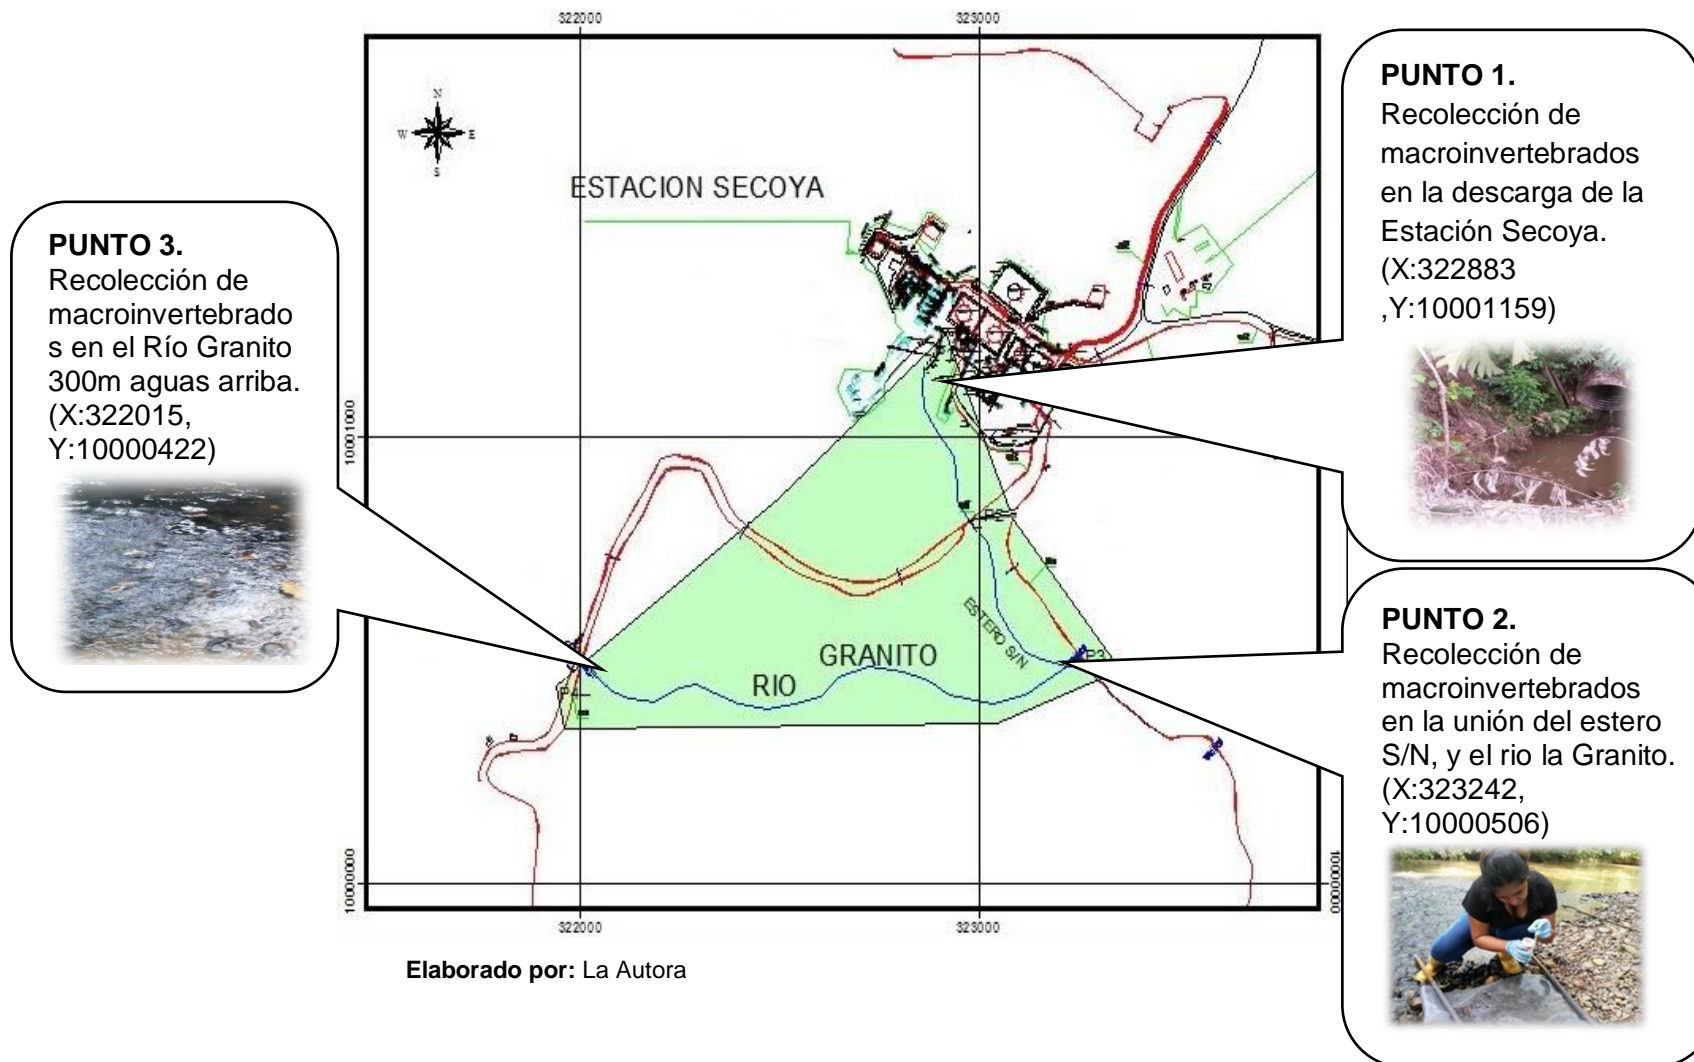 322000
323000
N
W
E
S
ESTACION SECOYA
PUNTO 1.
Recolección de
macroinvertebrados
en la descarga de la
Estación Secoya.
(X:322883
,Y:10001159)
PUNTO 3.
Recolección de
macroinvertebrado
s en el Río Granito
300m aguas arriba.
(X:322015,
Y:10000422)
10001000
ESTERO S/N
GRANITO
RIO
P3
PUNTO 2.
Recolección de
macroinvertebrados
en la unión del estero
S/N, y el rio la Granito.
(X:323242,
Y:10000506)
10000000
10000000
322000
323000
Elaborado por: La Autora